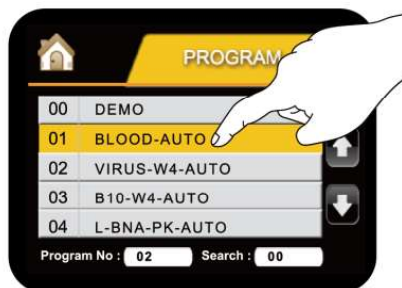 PROGRAM
00 DEMO
01 BLOOD-AUTO
02 VIRUS-W4-AUTO
03 B10-W4-AUTO
04 L-BNA-PK-AUTO
Program No : 02 Search : 00